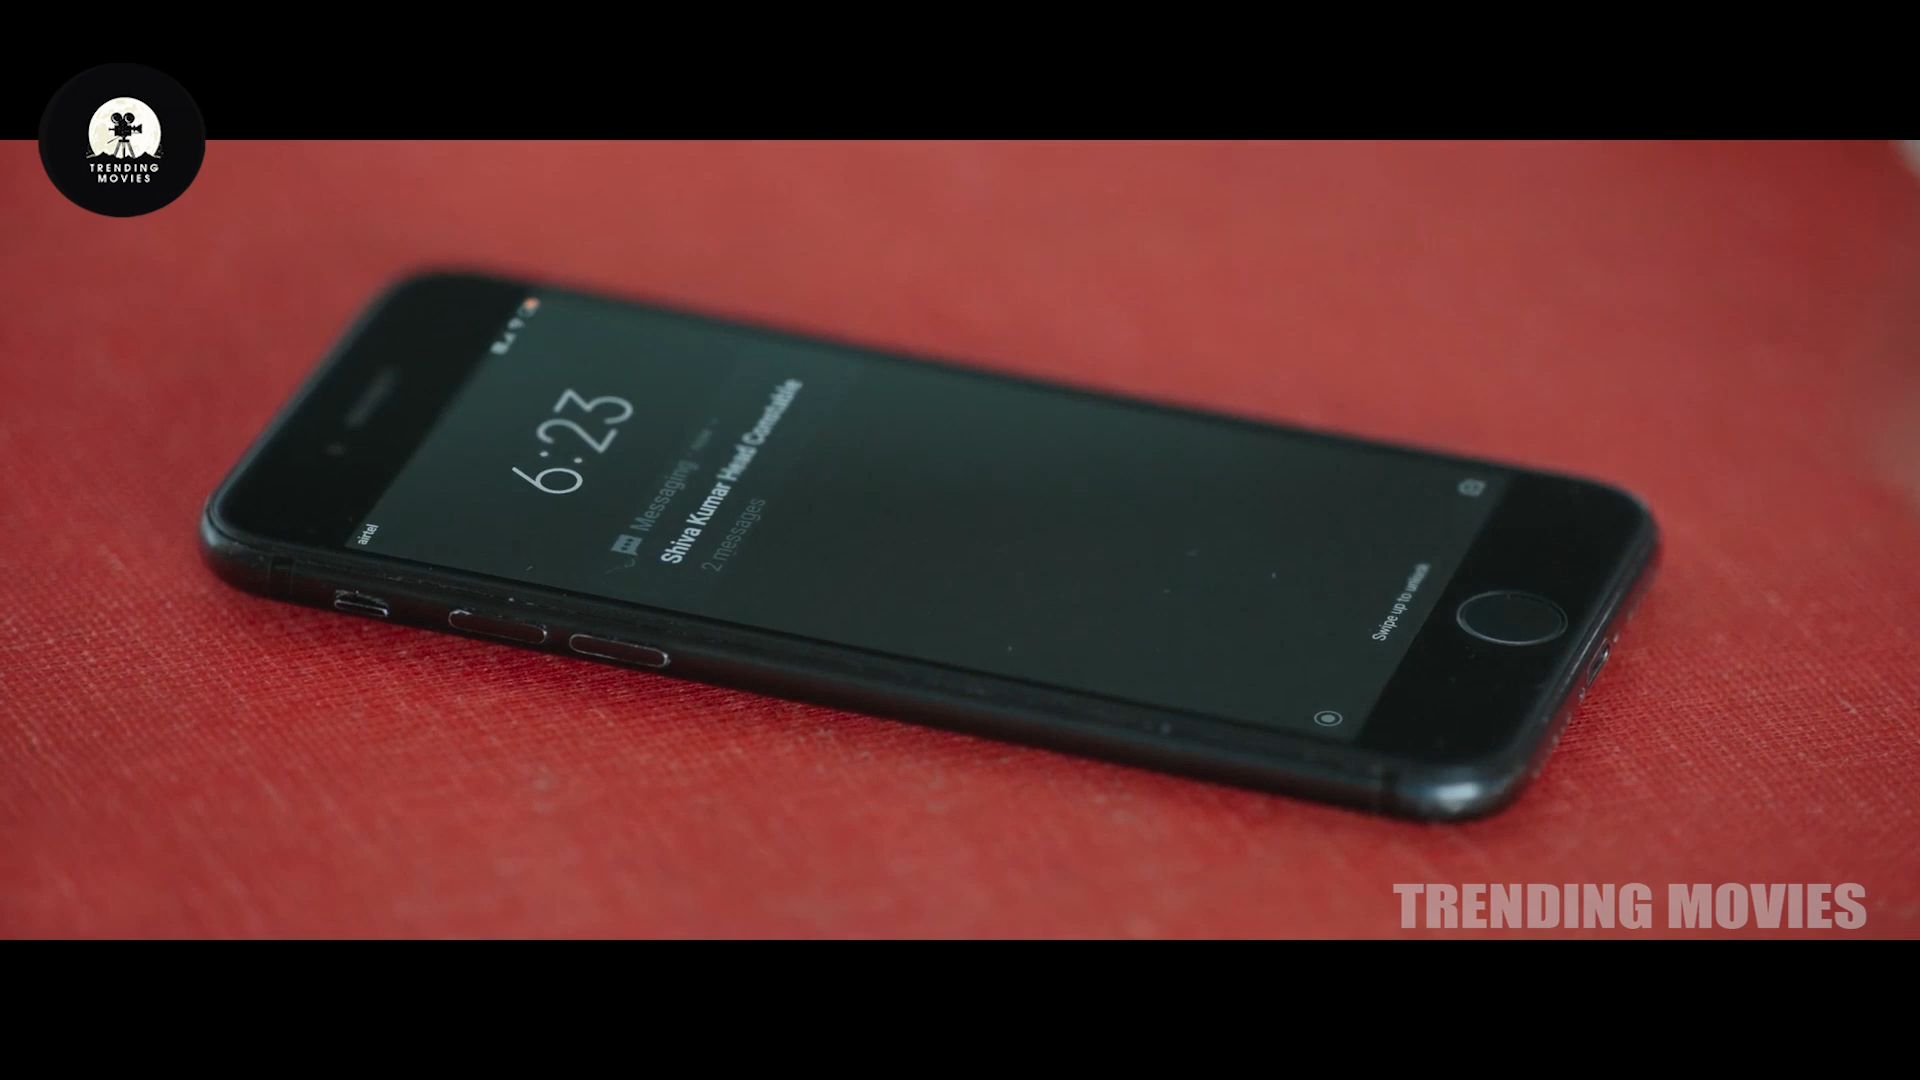 TRENDING
MOVIES
airtel
6:23
Messaging
Shiva Kumar Head Constable
2 messages
Swipe up to unlock
TRENDING MOVIES